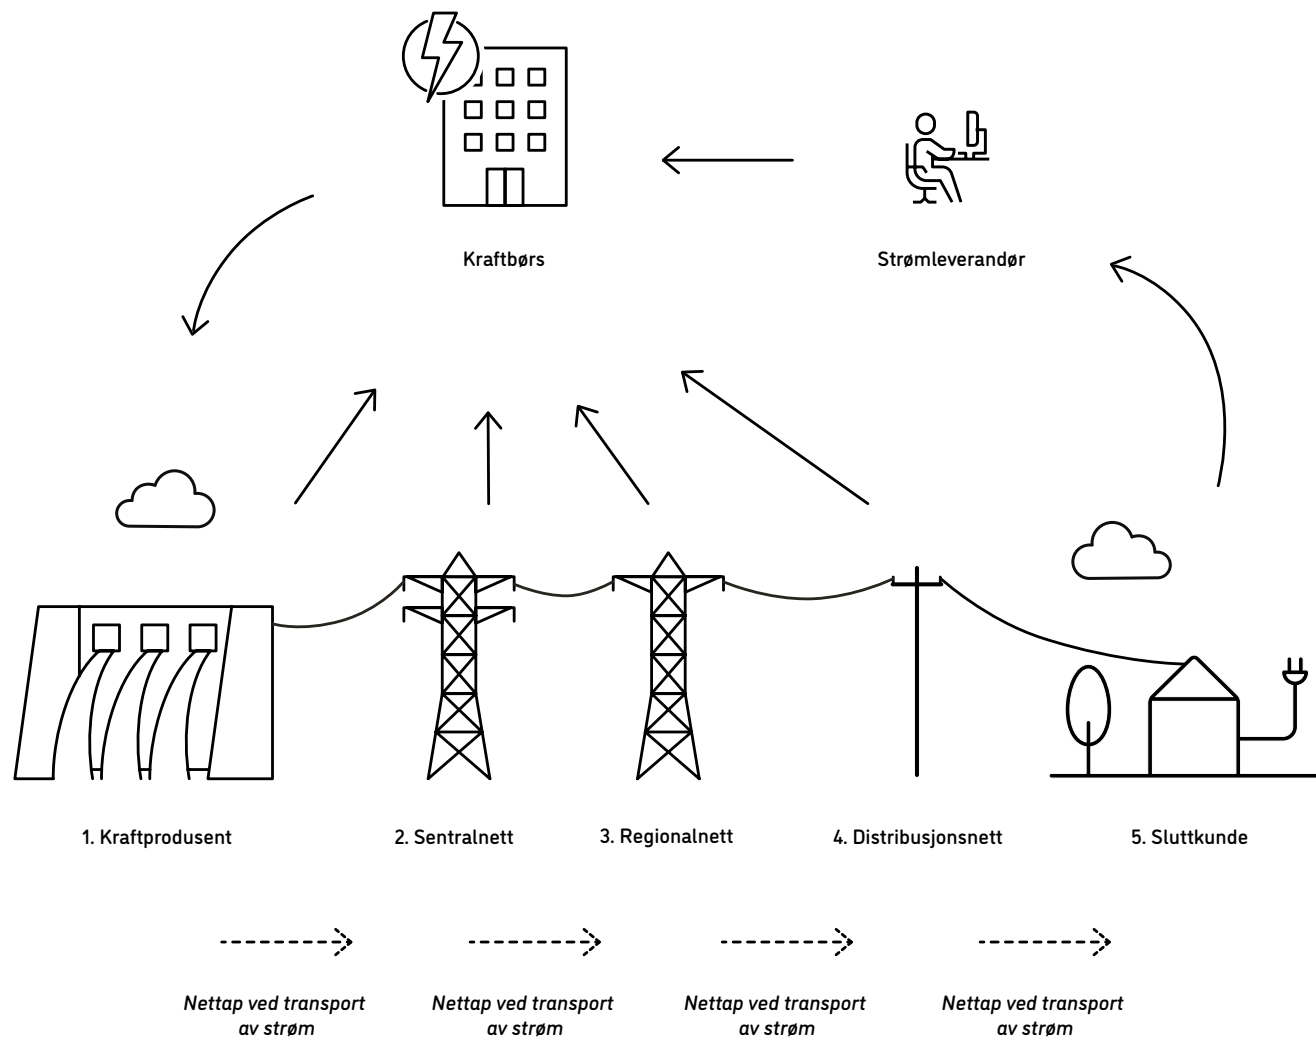 Kraftbørs
Strømleverandør
1. Kraftprodusent
2. Sentralnett
3. Regionalnett
4. Distribusjonsnett
5. Sluttkunde
Nettap ved transport
av strøm
Nettap ved transport
av strøm
Nettap ved transport
av strøm
Nettap ved transport
av strøm